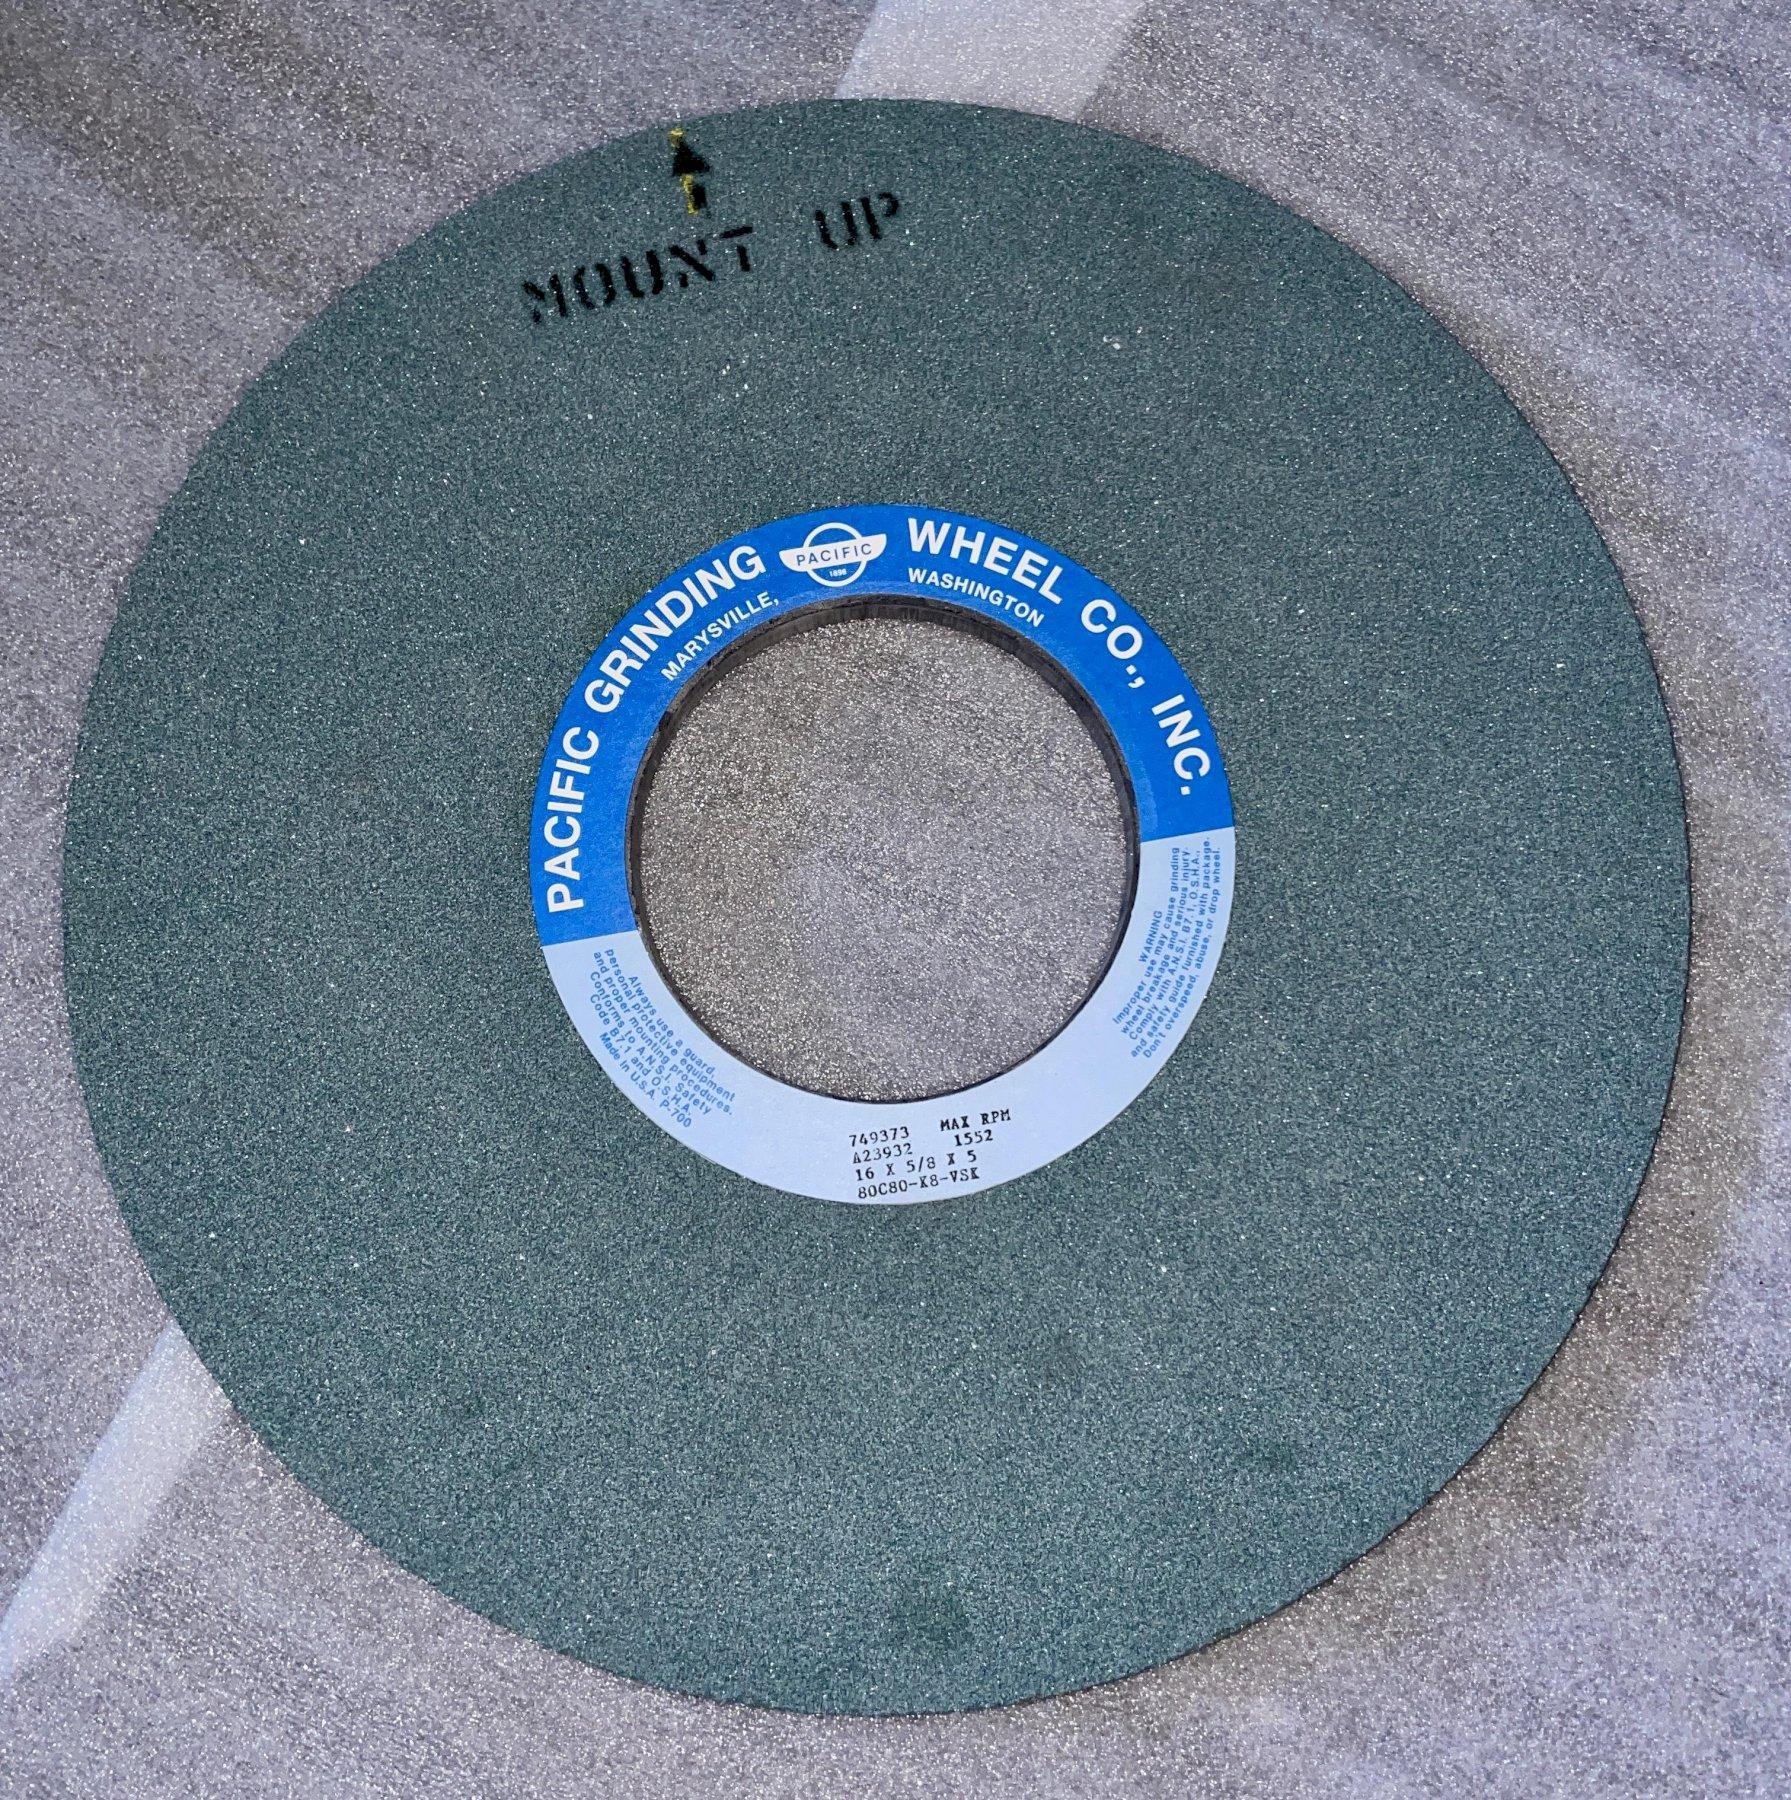 MOUNT UP
PACIFIC GRINDING WHEEL CO., INC.
PACIFIC
1896
MARYSVILLE, WASHINGTON
WARNING
Improper use may cause grinding
wheel breakage and serious injury.
Comply with A.N.S.I. B7.1, O.S.H.A.,
and safety guide furnished with package.
Don't overspeed, abuse, or drop wheel.
Always use a guard,
personal protective equipment
and proper mounting procedures.
Conforms to A.N.S.I. Safety
Code B7.1 and O.S.H.A.
Made in U.S.A. P-700
749373 MAX RPM
A23932 1552
16 X 5/8 X 5
80C80-K8-VSK